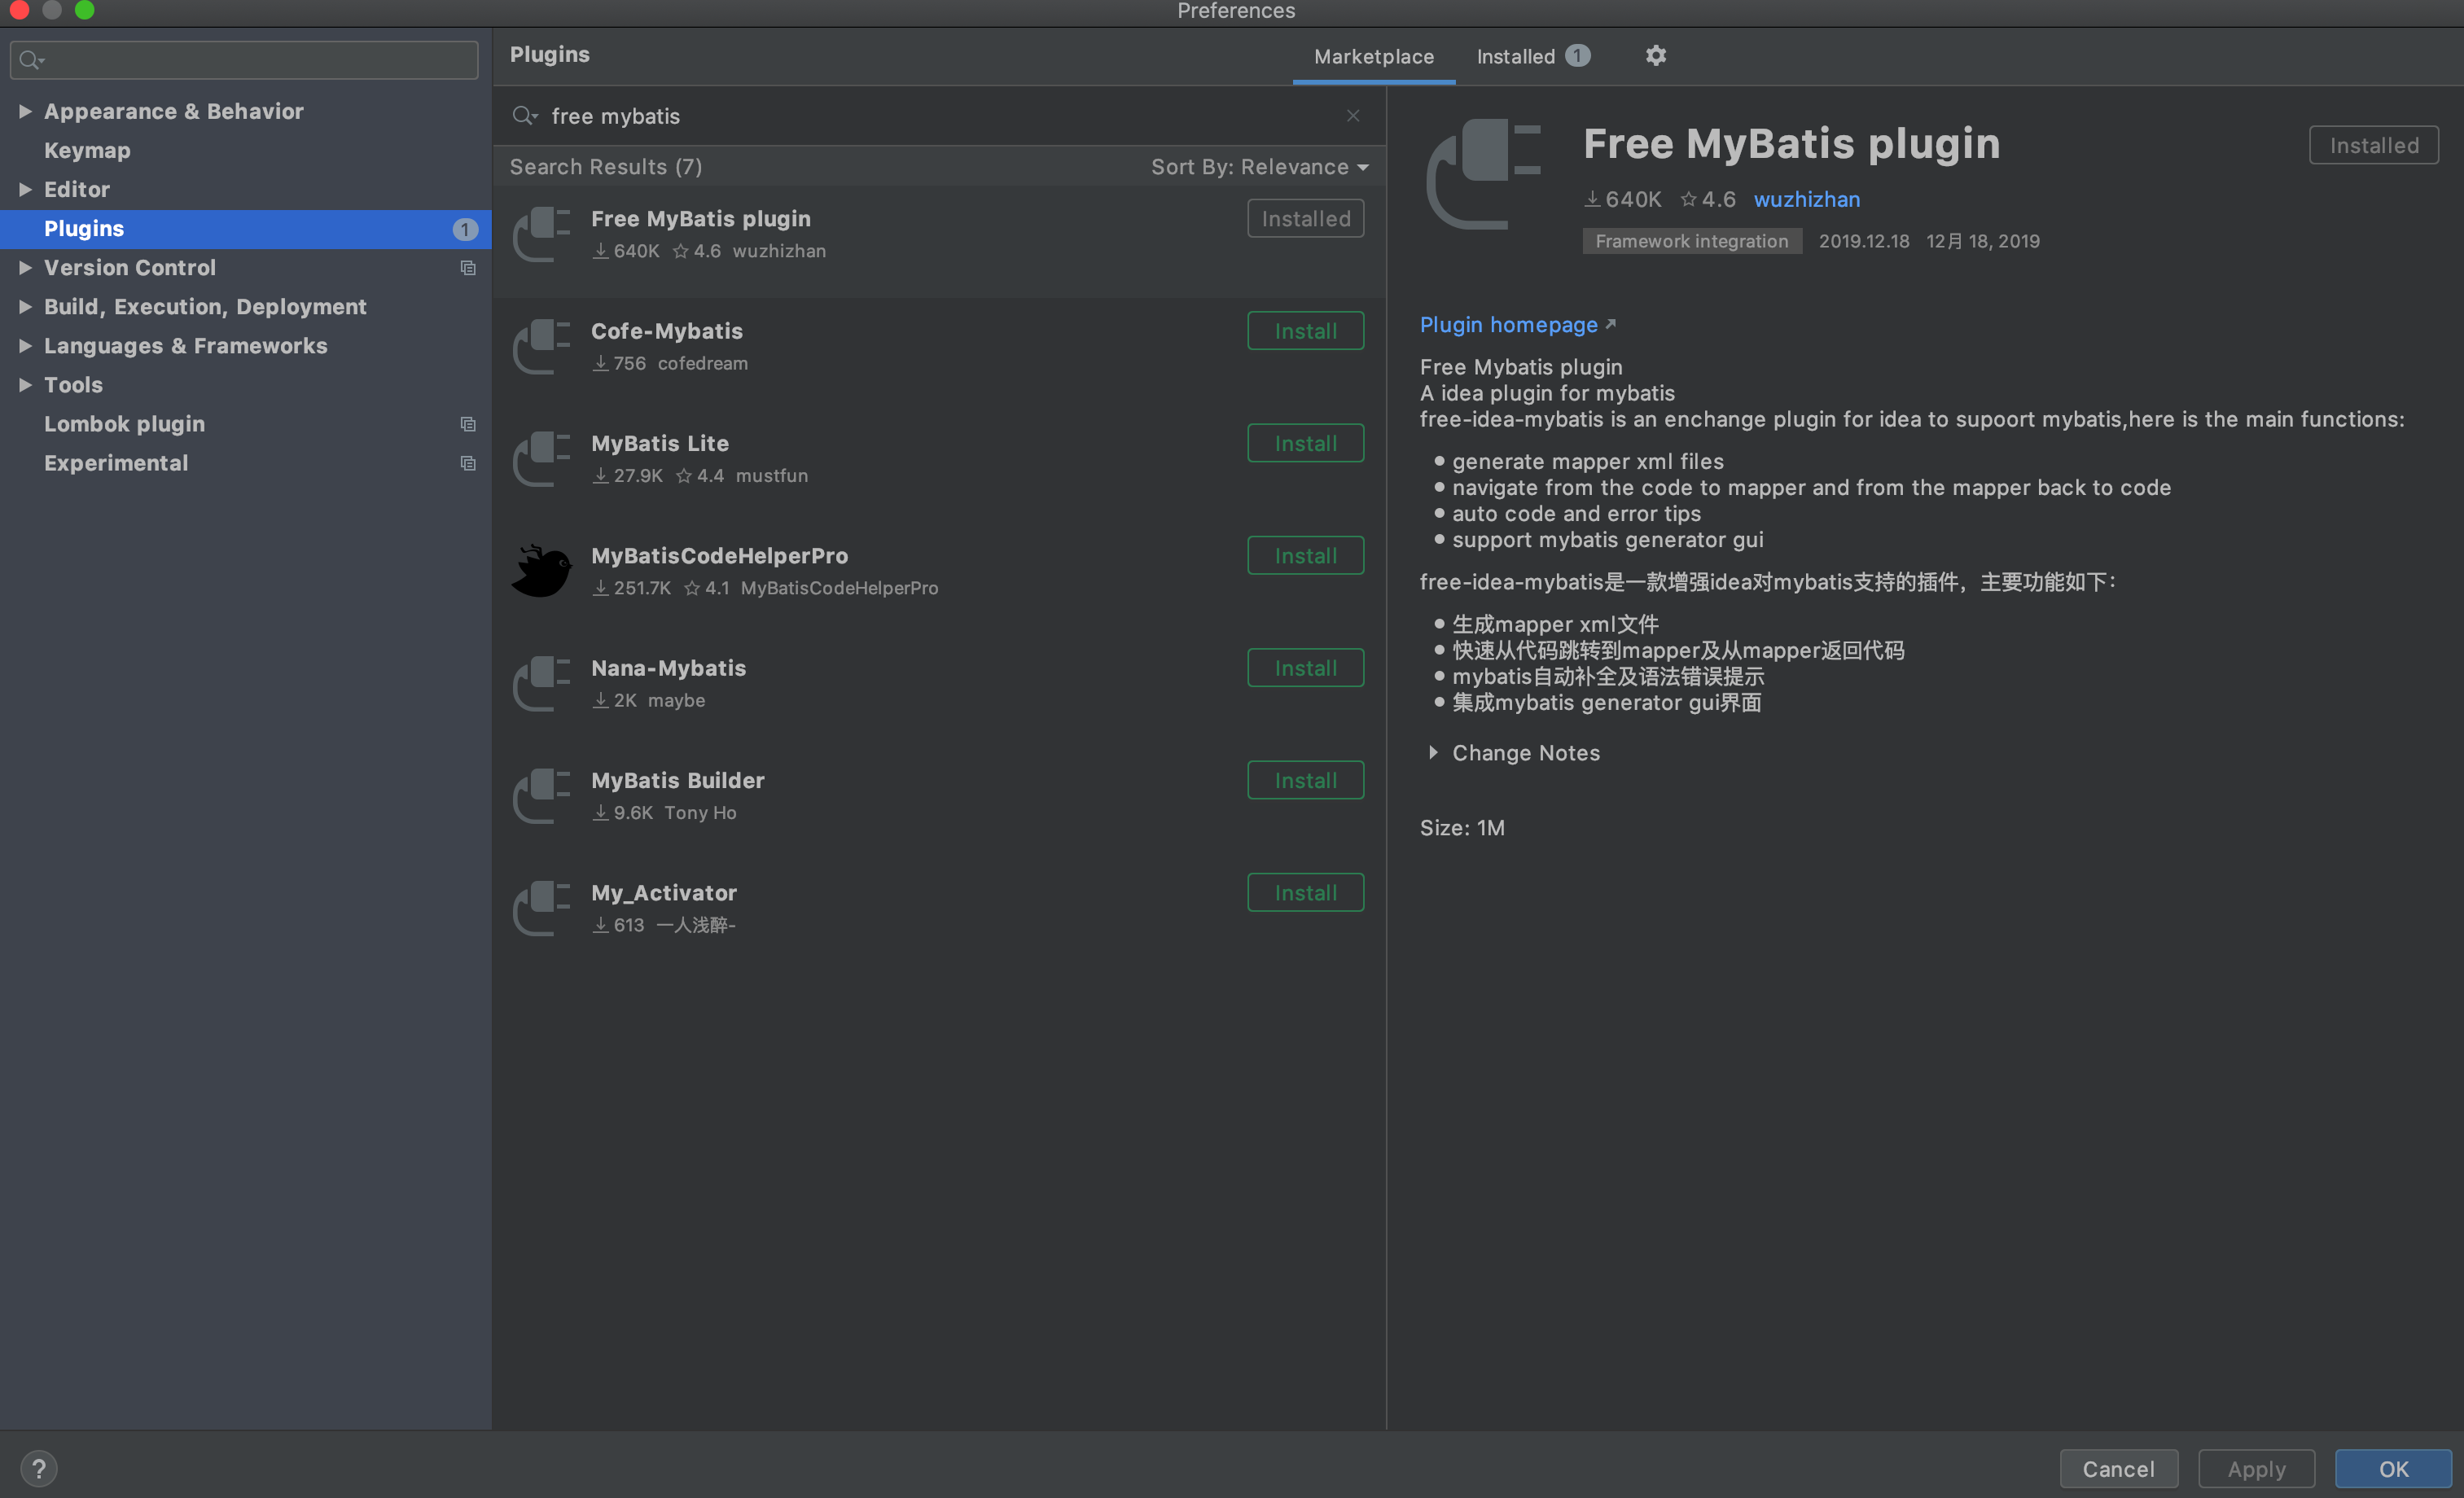 Preferences
Appearance & Behavior
Keymap
Editor
Plugins 1
Version Control
Build, Execution, Deployment
Languages & Frameworks
Tools
Lombok plugin
Experimental
Plugins
Marketplace
Installed 1
free mybatis
Search Results (7)
Sort By: Relevance
Free MyBatis plugin
Installed
640K 4.6 wuzhizhan
Cofe-Mybatis
Install
756 cofedream
MyBatis Lite
Install
27.9K 4.4 mustfun
MyBatisCodeHelperPro
Install
251.7K 4.1 MyBatisCodeHelperPro
Nana-Mybatis
Install
2K maybe
MyBatis Builder
Install
9.6K Tony Ho
My_Activator
Install
613 一人浅醉-
Free MyBatis plugin
Installed
640K 4.6 wuzhizhan
Framework integration 2019.12.18 12月 18, 2019
Plugin homepage
Free Mybatis plugin
A idea plugin for mybatis
free-idea-mybatis is an enchange plugin for idea to supoort mybatis,here is the main functions:
generate mapper xml files
navigate from the code to mapper and from the mapper back to code
auto code and error tips
support mybatis generator gui
free-idea-mybatis是一款增强idea对mybatis支持的插件，主要功能如下：
生成mapper xml文件
快速从代码跳转到mapper及从mapper返回代码
mybatis自动补全及语法错误提示
集成mybatis generator gui界面
Change Notes
Size: 1M
?
Cancel
Apply
OK